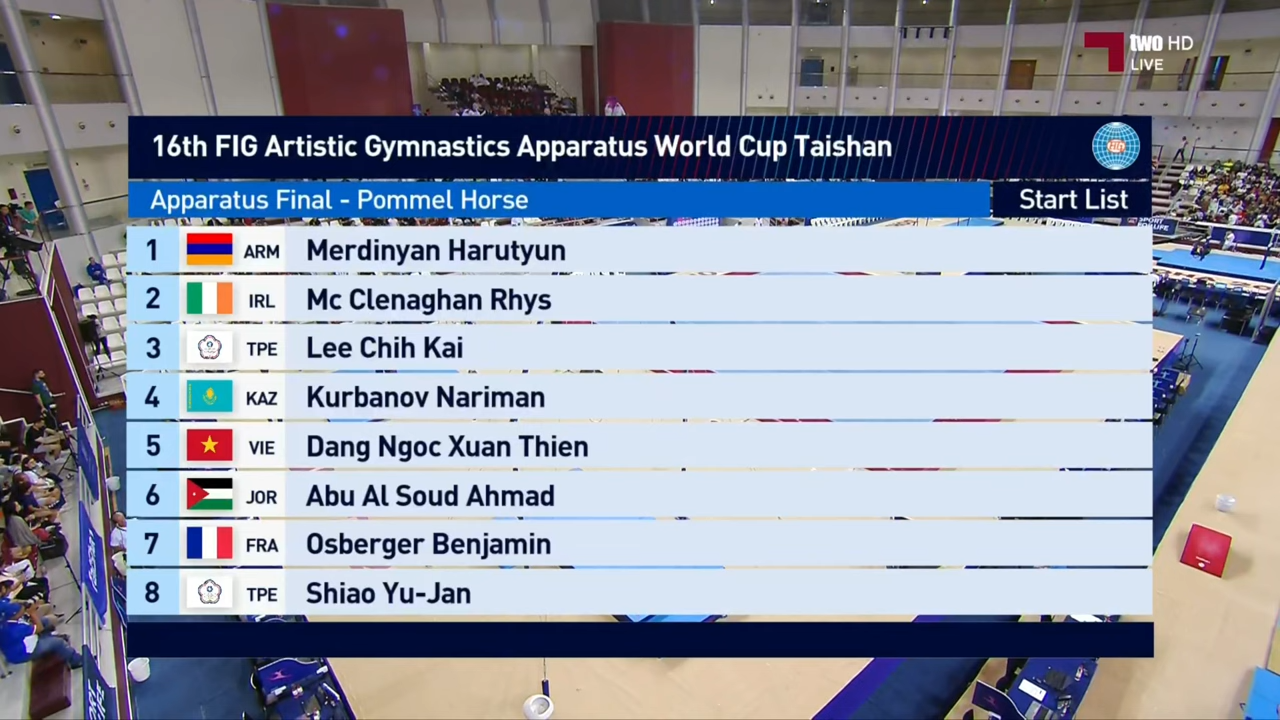 two HD
LIVE
16th FIG Artistic Gymnastics Apparatus World Cup Taishan
FIG
Apparatus Final - Pommel Horse
Start List
1 ARM Merdinyan Harutyun
2 IRL Mc Clenaghan Rhys
3 TPE Lee Chih Kai
4 KAZ Kurbanov Nariman
5 VIE Dang Ngoc Xuan Thien
6 JOR Abu Al Soud Ahmad
7 FRA Osberger Benjamin
8 TPE Shiao Yu-Jan
SPORT